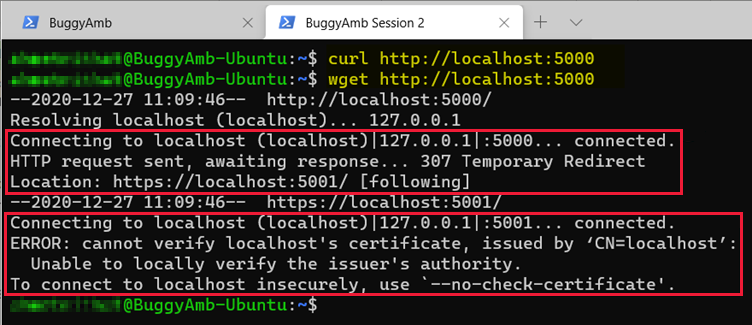 BuggyAmb
BuggyAmb Session 2
@BuggyAmb-Ubuntu:~$ curl http://localhost:5000
@BuggyAmb-Ubuntu:~$ wget http://localhost:5000
--2020-12-27 11:09:46--  http://localhost:5000/
Resolving localhost (localhost)... 127.0.0.1
Connecting to localhost (localhost)|127.0.0.1|:5000... connected.
HTTP request sent, awaiting response... 307 Temporary Redirect
Location: https://localhost:5001/ [following]
--2020-12-27 11:09:46--  https://localhost:5001/
Connecting to localhost (localhost)|127.0.0.1|:5001... connected.
ERROR: cannot verify localhost's certificate, issued by ‘CN=localhost’:
  Unable to locally verify the issuer's authority.
To connect to localhost insecurely, use `--no-check-certificate'.
@BuggyAmb-Ubuntu:~$